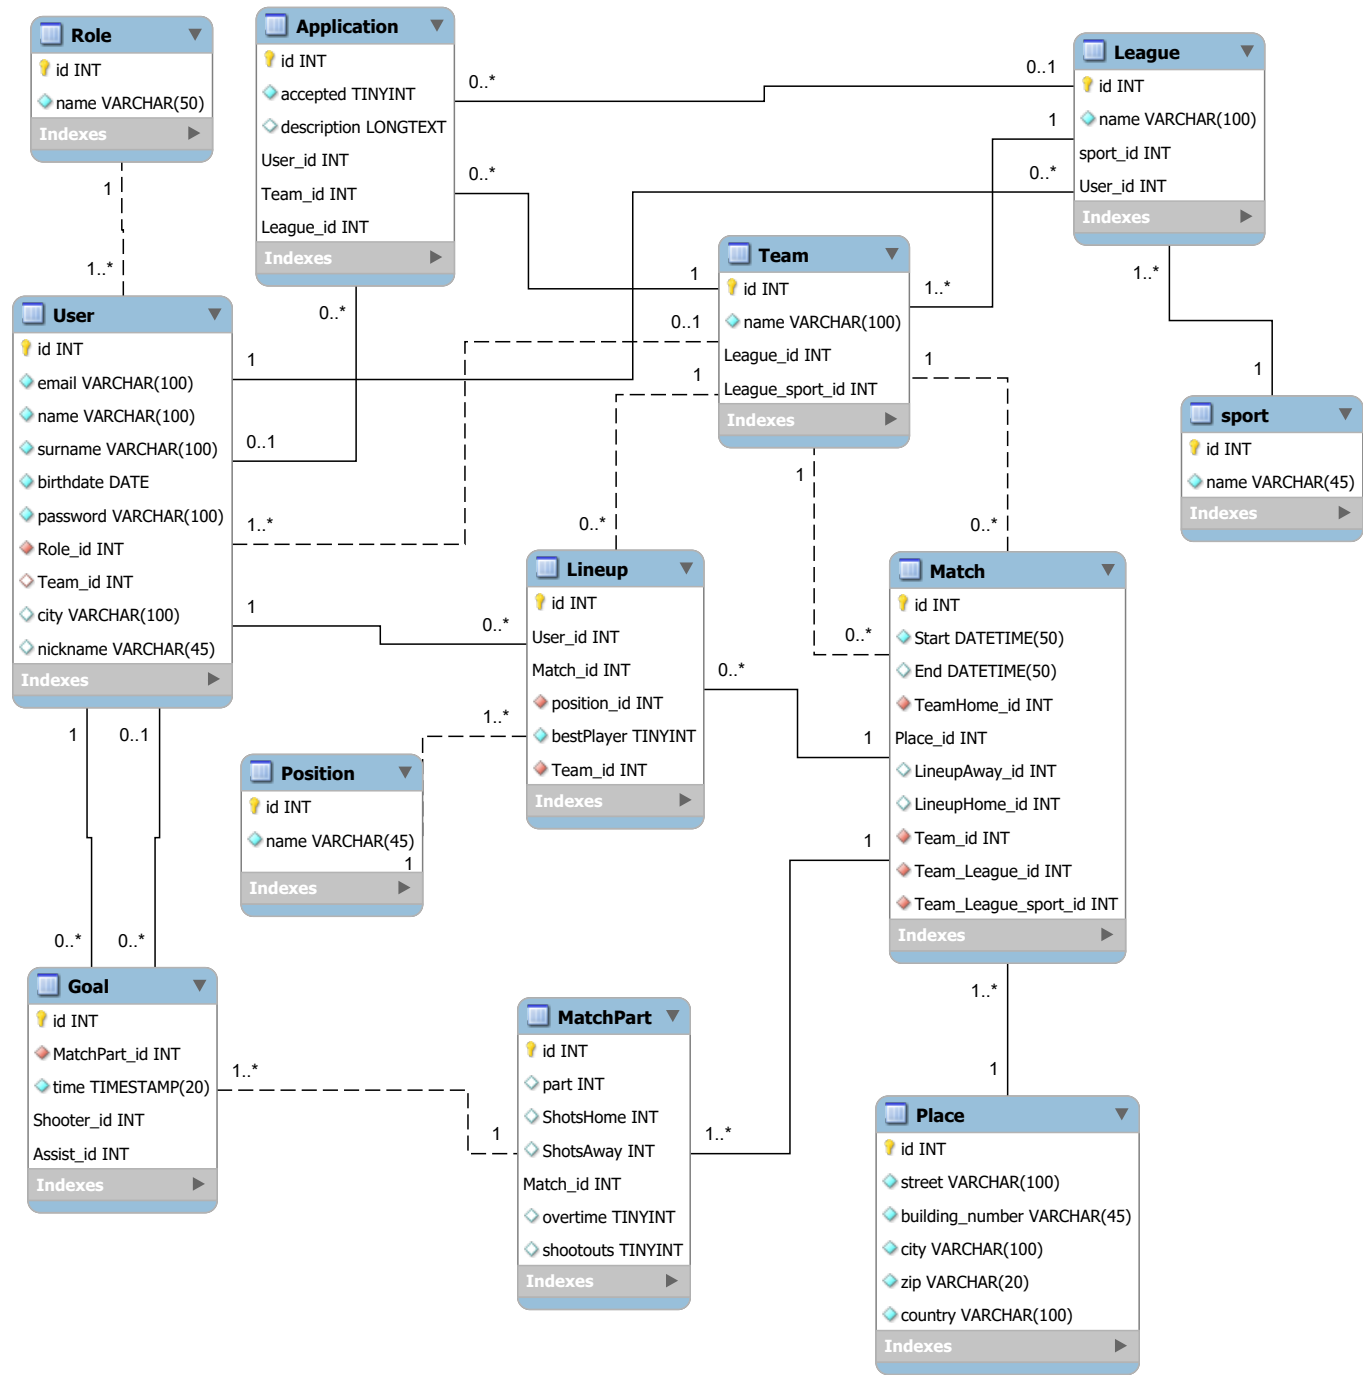 Role
id INT
name VARCHAR(50)
Indexes
Application
id INT
accepted TINYINT
description LONGTEXT
User_id INT
Team_id INT
League_id INT
Indexes
League
id INT
name VARCHAR(100)
sport_id INT
User_id INT
Indexes
0..*
0..1
1
0..*
0..*
1
1..*
0..*
1
1..*
1..*
1
User
id INT
email VARCHAR(100)
name VARCHAR(100)
surname VARCHAR(100)
birthdate DATE
password VARCHAR(100)
Role_id INT
Team_id INT
city VARCHAR(100)
nickname VARCHAR(45)
Indexes
Team
id INT
name VARCHAR(100)
League_id INT
League_sport_id INT
Indexes
sport
id INT
name VARCHAR(45)
Indexes
1
0..1
1..*
1
0..1
1
1
1
0..*
0..*
0..*
0..*
Lineup
id INT
User_id INT
Match_id INT
position_id INT
bestPlayer TINYINT
Team_id INT
Indexes
Match
id INT
Start DATETIME(50)
End DATETIME(50)
TeamHome_id INT
Place_id INT
LineupAway_id INT
LineupHome_id INT
Team_id INT
Team_League_id INT
Team_League_sport_id INT
Indexes
1
0..1
1..*
0..*
1
1
Position
id INT
name VARCHAR(45)
1
Indexes
0..*
0..*
1..*
1
1..*
1..*
1
Goal
id INT
MatchPart_id INT
time TIMESTAMP(20)
Shooter_id INT
Assist_id INT
Indexes
MatchPart
id INT
part INT
ShotsHome INT
ShotsAway INT
Match_id INT
overtime TINYINT
shootouts TINYINT
Indexes
Place
id INT
street VARCHAR(100)
building_number VARCHAR(45)
city VARCHAR(100)
zip VARCHAR(20)
country VARCHAR(100)
Indexes